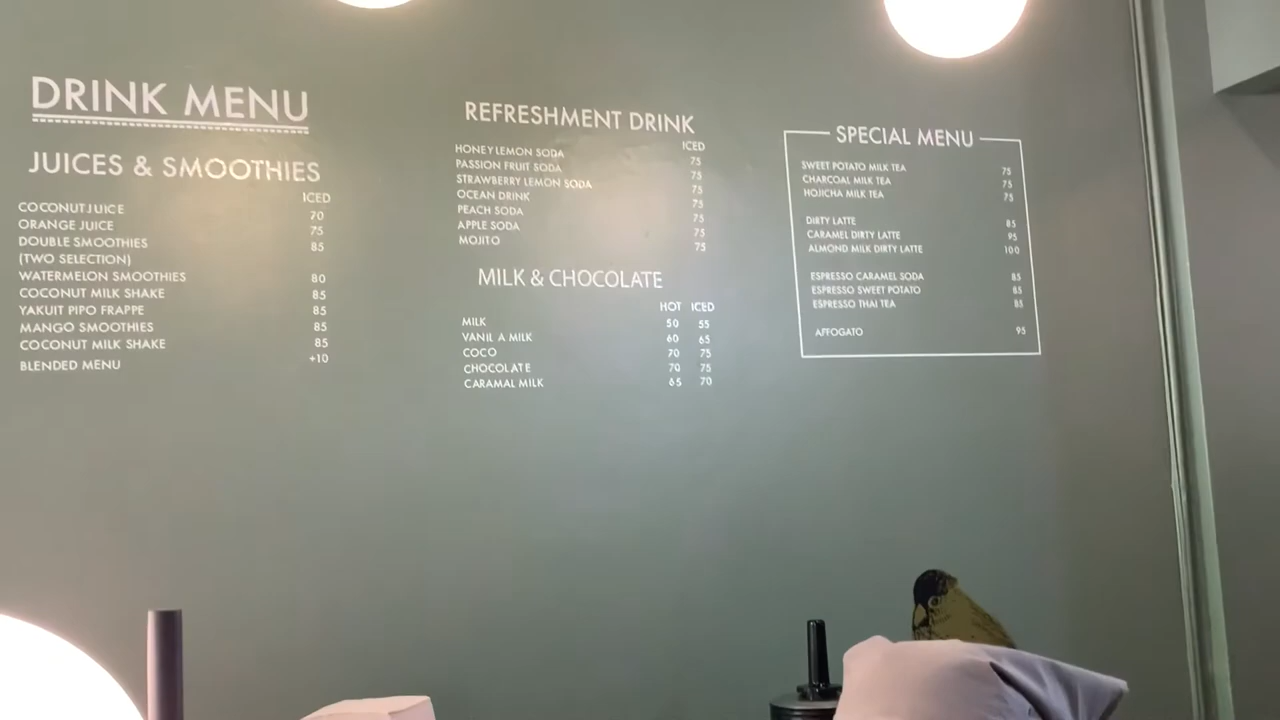 DRINK MENU
JUICES & SMOOTHIES
ICED
COCONUT JUICE 70
ORANGE JUICE 75
DOUBLE SMOOTHIES 85
(TWO SELECTION)
WATERMELON SMOOTHIES 80
COCONUT MILK SHAKE 85
YAKUIT PIPO FRAPPE 85
MANGO SMOOTHIES 85
COCONUT MILK SHAKE 85
BLENDED MENU +10
REFRESHMENT DRINK
ICED
HONEY LEMON SODA 75
PASSION FRUIT SODA 75
STRAWBERRY LEMON SODA 75
OCEAN DRINK 75
PEACH SODA 75
APPLE SODA 75
MOJITO 75
MILK & CHOCOLATE
HOT ICED
MILK 50 55
VANIL A MILK 60 65
COCO 70 75
CHOCOLATE 70 75
CARAMAL MILK 65 70
SPECIAL MENU
SWEET POTATO MILK TEA 75
CHARCOAL MILK TEA 75
HOJICHA MILK TEA 75
DIRTY LATTE 85
CARAMEL DIRTY LATTE 95
ALMOND MILK DIRTY LATTE 100
ESPRESSO CARAMEL SODA 85
ESPRESSO SWEET POTATO 85
ESPRESSO THAI TEA 85
AFFOGATO 95